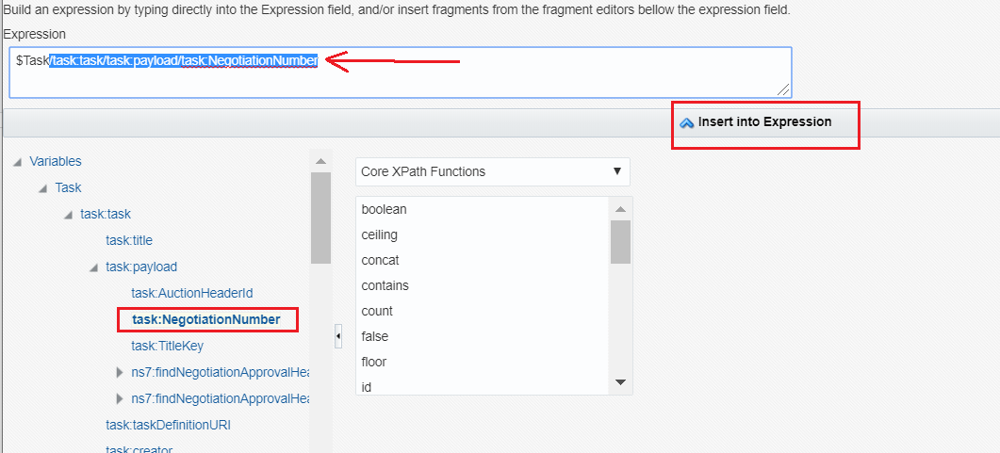 Build an expression by typing directly into the Expression field, and/or insert fragments from the fragment editors bellow the expression field.
Expression
$Task/task:task/task:payload/task:NegotiationNumber
Insert into Expression
Variables
Task
task:task
task:title
task:payload
task:AuctionHeaderId
task:NegotiationNumber
task:TitleKey
ns7:findNegotiationApprovalHea
ns7:findNegotiationApprovalHea
task:taskDefinitionURI
task:creator
Core XPath Functions
boolean
ceiling
concat
contains
count
false
floor
id